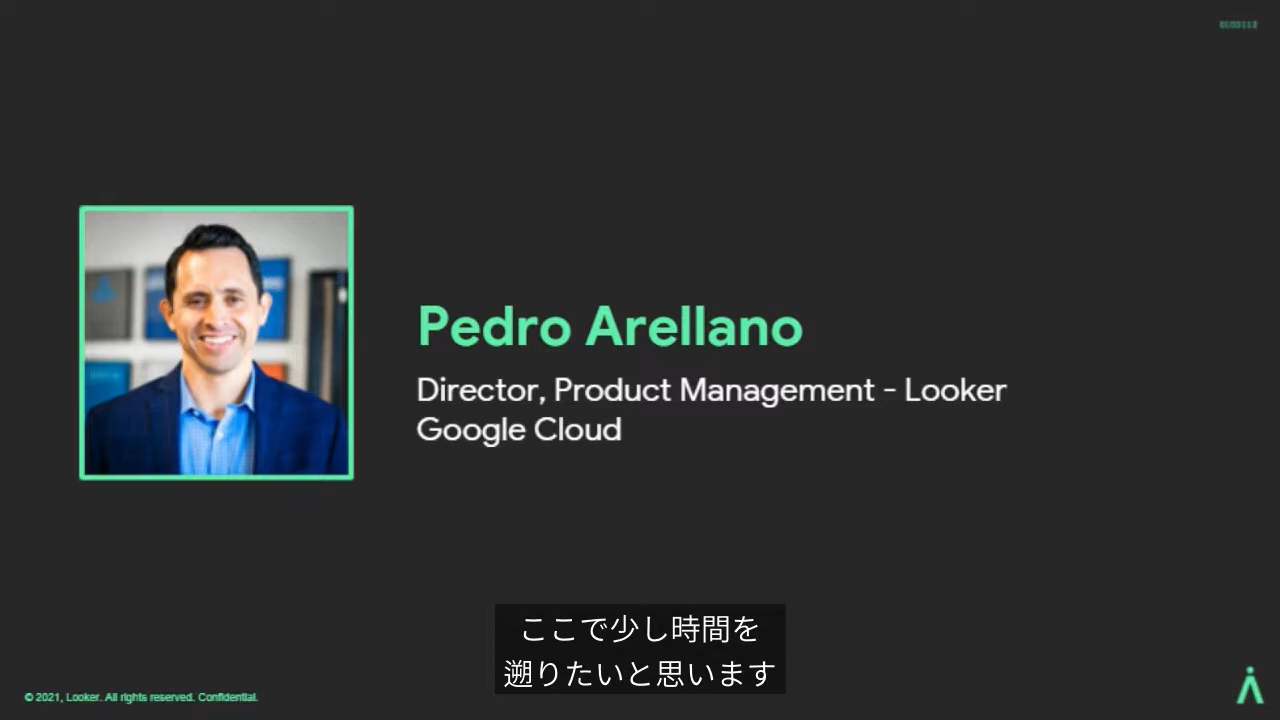 Pedro Arellano
Director, Product Management - Looker
Google Cloud
ここで少し時間を
遡りたいと思います
© 2021, Looker. All rights reserved. Confidential.